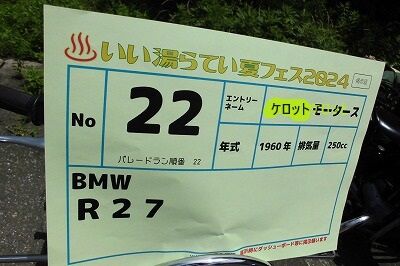 ♨いい湯らてい夏フェス2024
No
22
エントリーネーム
ケロットモータース
年式
1960年
排気量
250cc
パレードラン順番 22
BMW
R27